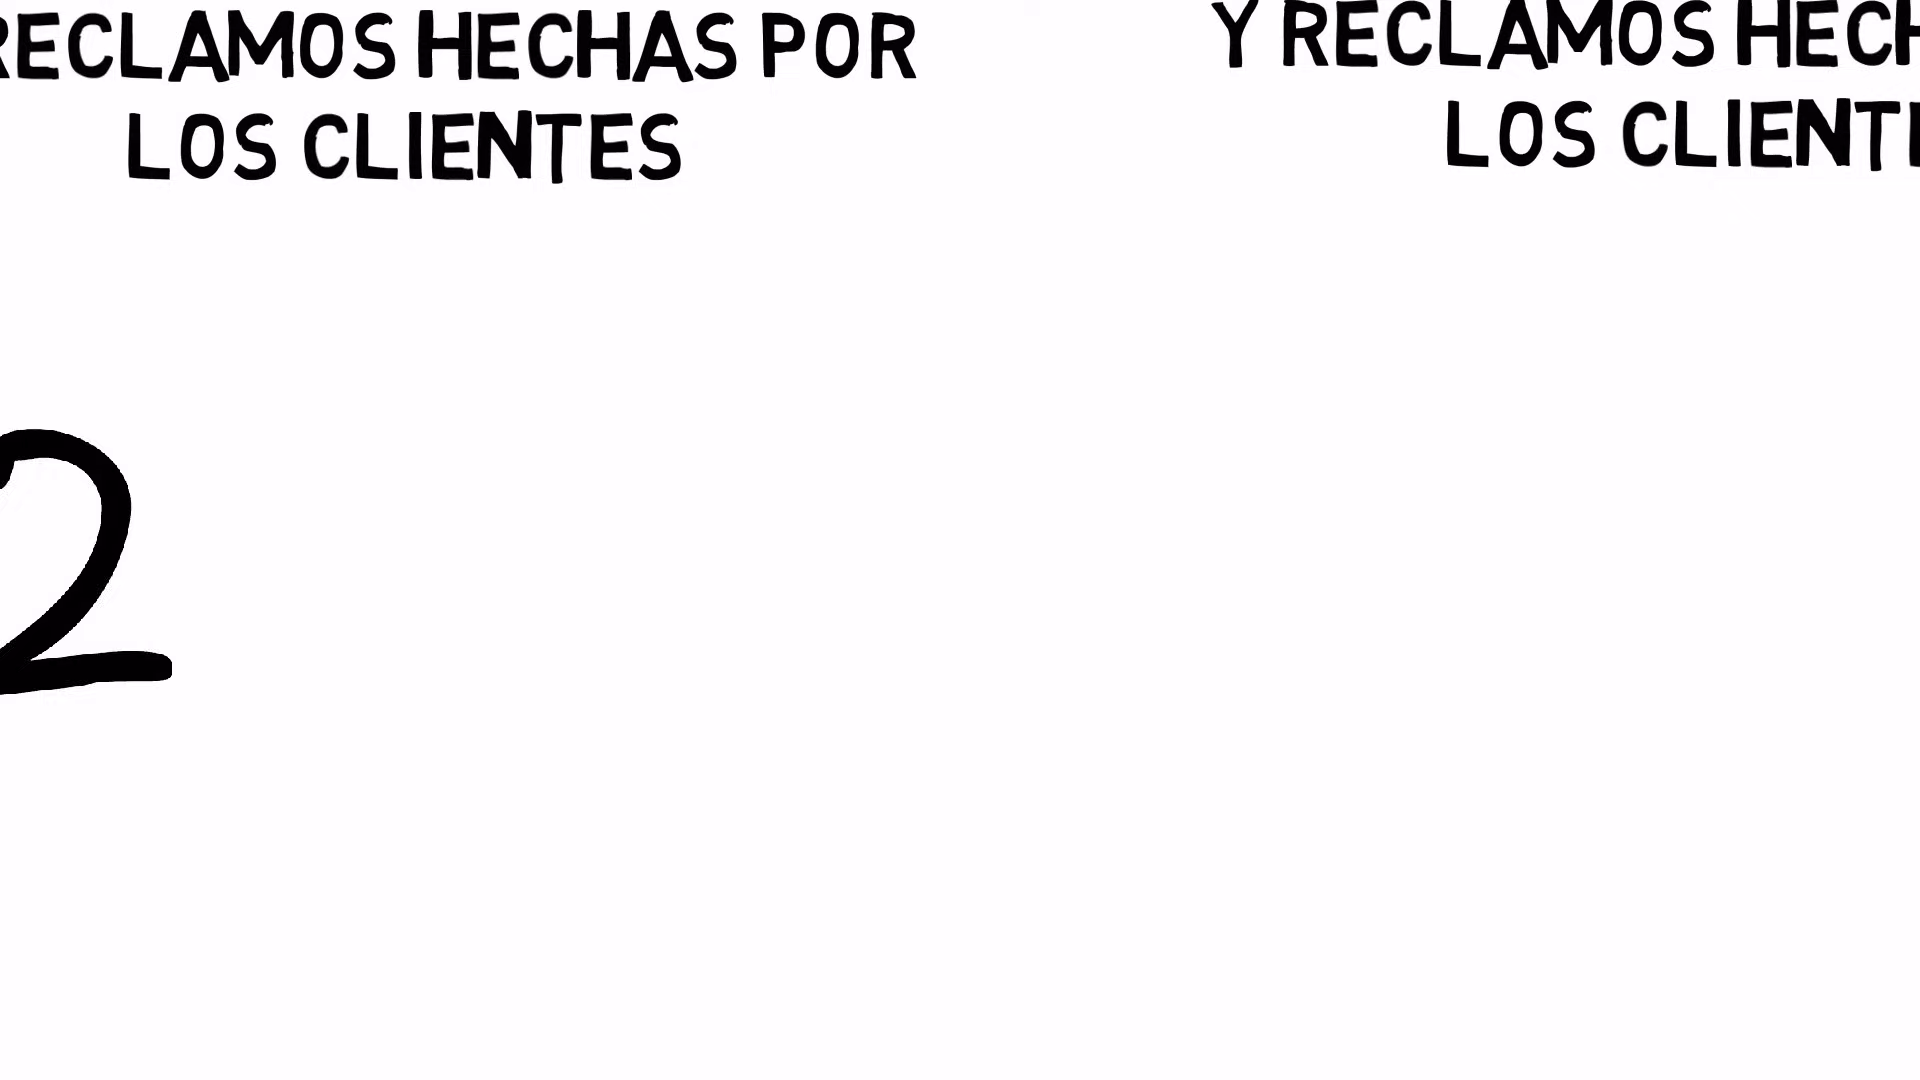 RECLAMOS HECHAS POR
LOS CLIENTES
Y RECLAMOS
LOS
2